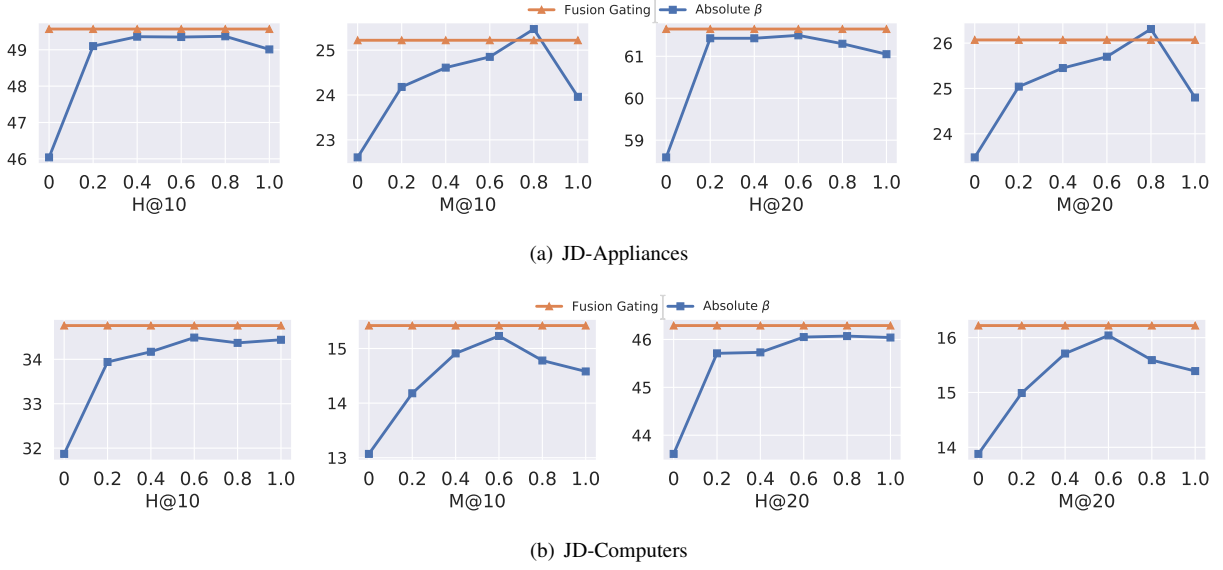 Fusion Gating Absolute β
49
48
47
46
0 0.2 0.4 0.6 0.8 1.0
H@10
25
24
23
0 0.2 0.4 0.6 0.8 1.0
M@10
61
60
59
0 0.2 0.4 0.6 0.8 1.0
H@20
26
25
24
0 0.2 0.4 0.6 0.8 1.0
M@20
(a) JD-Appliances
Fusion Gating Absolute β
34
33
32
0 0.2 0.4 0.6 0.8 1.0
H@10
15
14
13
0 0.2 0.4 0.6 0.8 1.0
M@10
46
45
44
0 0.2 0.4 0.6 0.8 1.0
H@20
16
15
14
0 0.2 0.4 0.6 0.8 1.0
M@20
(b) JD-Computers